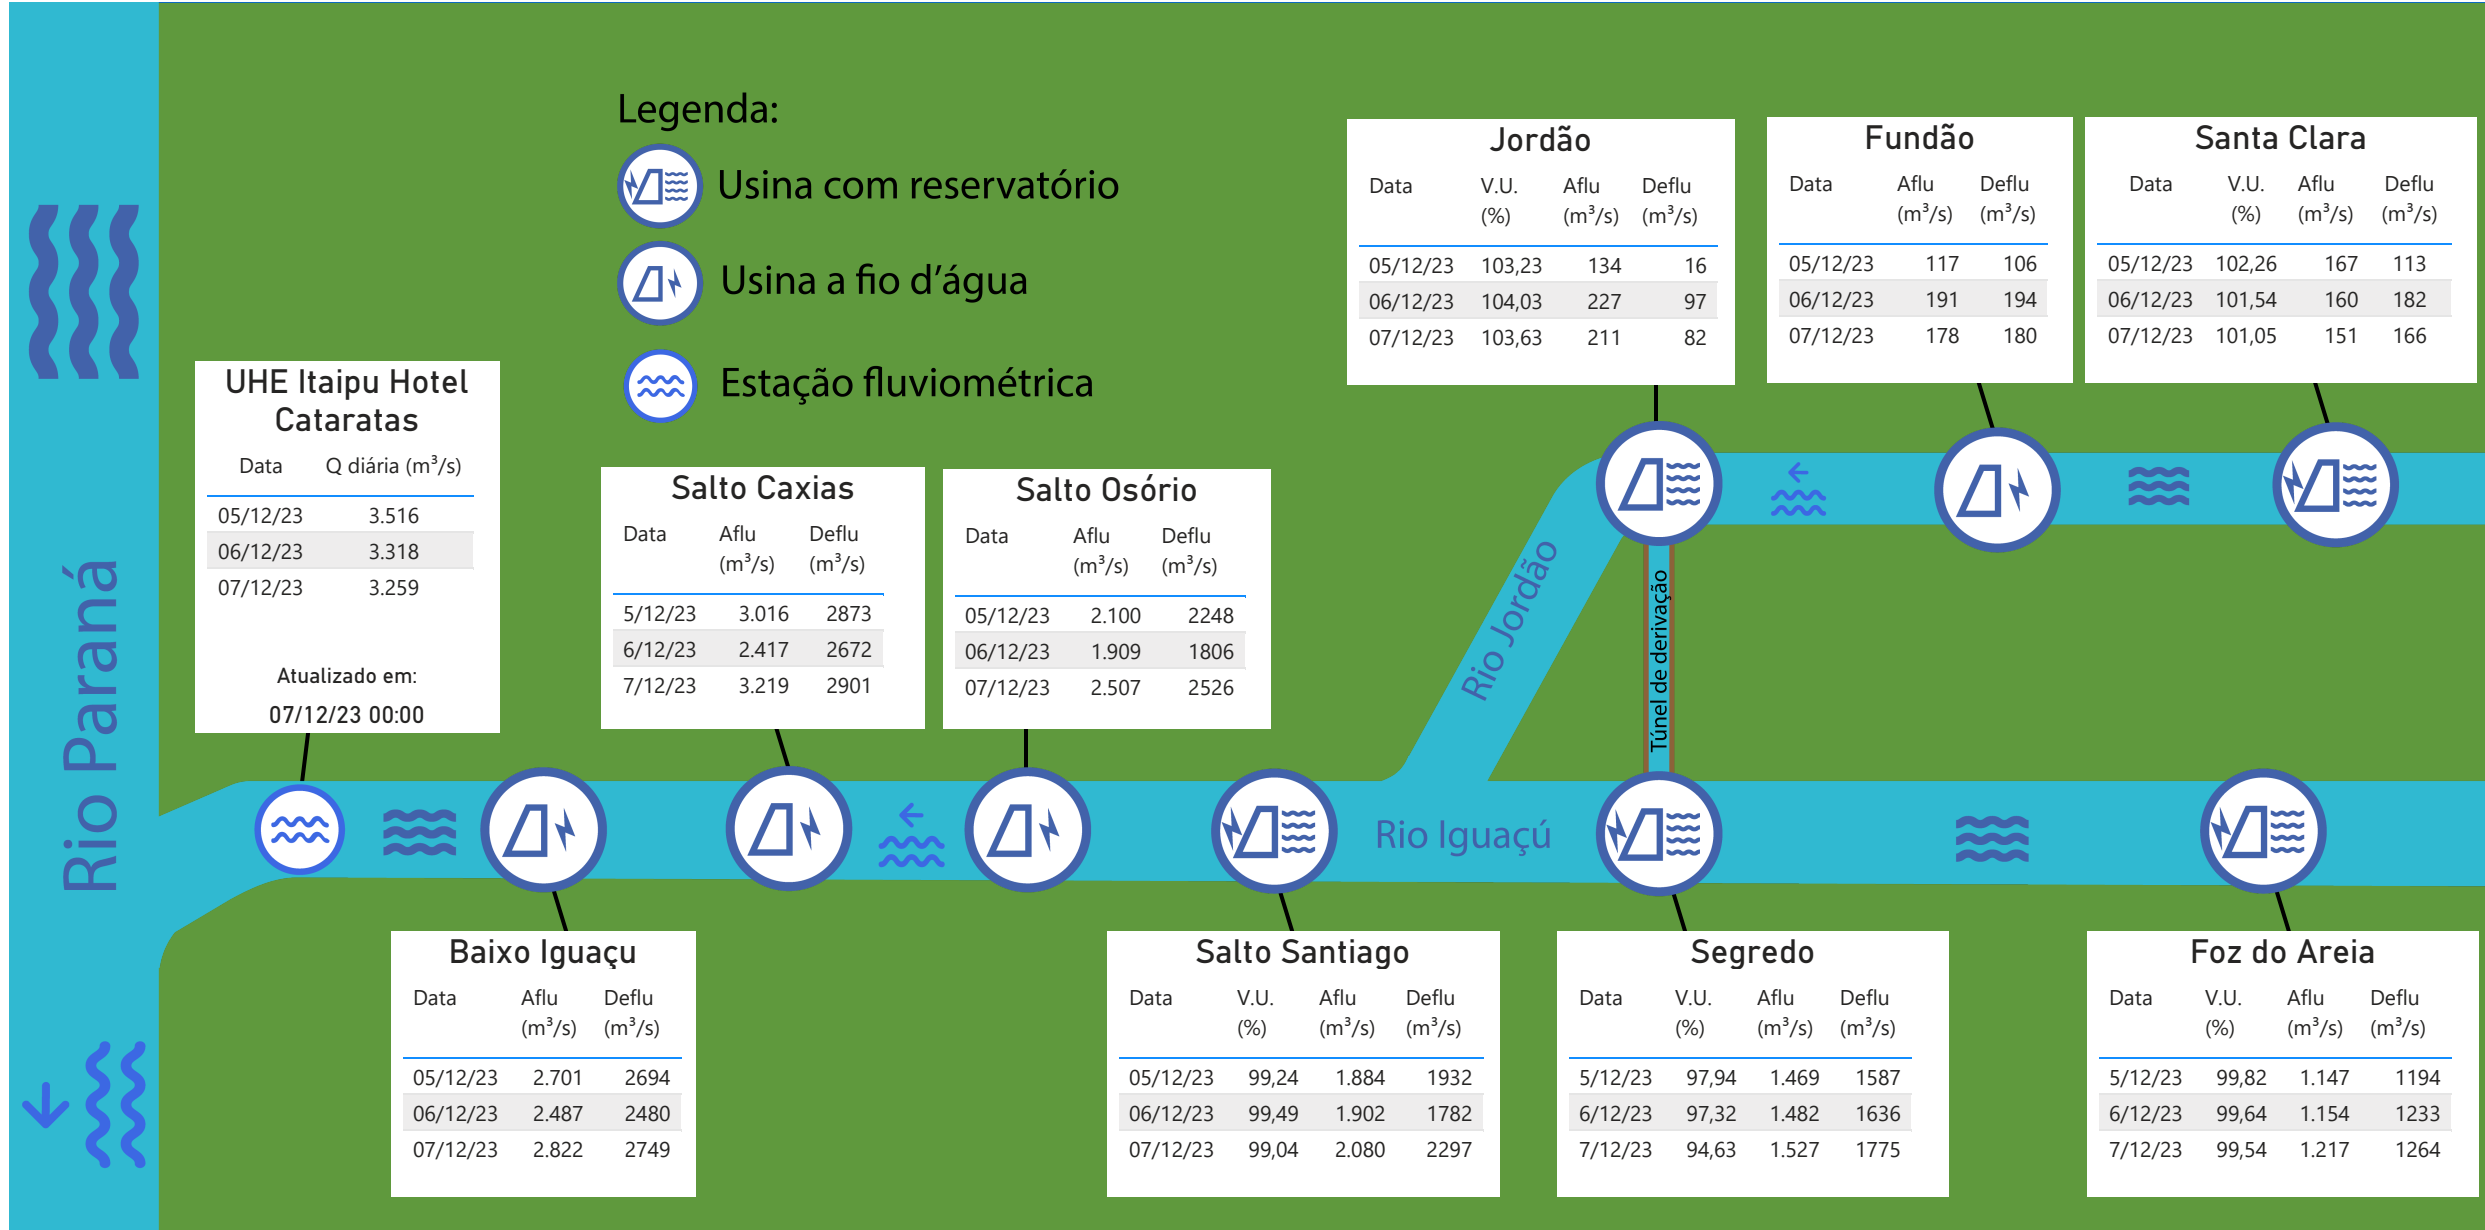 Legenda:
Usina com reservatório
Usina a fio d'água
Estação fluviométrica
Jordão
Data V.U. (%) Aflu (m³/s) Deflu (m³/s)
05/12/23 103,23 134 16
06/12/23 104,03 227 97
07/12/23 103,63 211 82
Fundão
Data Aflu (m³/s) Deflu (m³/s)
05/12/23 117 106
06/12/23 191 194
07/12/23 178 180
Santa Clara
Data V.U. (%) Aflu (m³/s) Deflu (m³/s)
05/12/23 102,26 167 113
06/12/23 101,54 160 182
07/12/23 101,05 151 166
UHE Itaipu Hotel
Cataratas
Data Q diária (m³/s)
05/12/23 3.516
06/12/23 3.318
07/12/23 3.259
Atualizado em:
07/12/23 00:00
Salto Caxias
Data Aflu (m³/s) Deflu (m³/s)
5/12/23 3.016 2873
6/12/23 2.417 2672
7/12/23 3.219 2901
Salto Osório
Data Aflu (m³/s) Deflu (m³/s)
05/12/23 2.100 2248
06/12/23 1.909 1806
07/12/23 2.507 2526
Rio Paraná
Rio Jordão
Túnel de derivação
Rio Iguaçú
Baixo Iguaçu
Data Aflu (m³/s) Deflu (m³/s)
05/12/23 2.701 2694
06/12/23 2.487 2480
07/12/23 2.822 2749
Salto Santiago
Data V.U. (%) Aflu (m³/s) Deflu (m³/s)
05/12/23 99,24 1.884 1932
06/12/23 99,49 1.902 1782
07/12/23 99,04 2.080 2297
Segredo
Data V.U. (%) Aflu (m³/s) Deflu (m³/s)
5/12/23 97,94 1.469 1587
6/12/23 97,32 1.482 1636
7/12/23 94,63 1.527 1775
Foz do Areia
Data V.U. (%) Aflu (m³/s) Deflu (m³/s)
5/12/23 99,82 1.147 1194
6/12/23 99,64 1.154 1233
7/12/23 99,54 1.217 1264